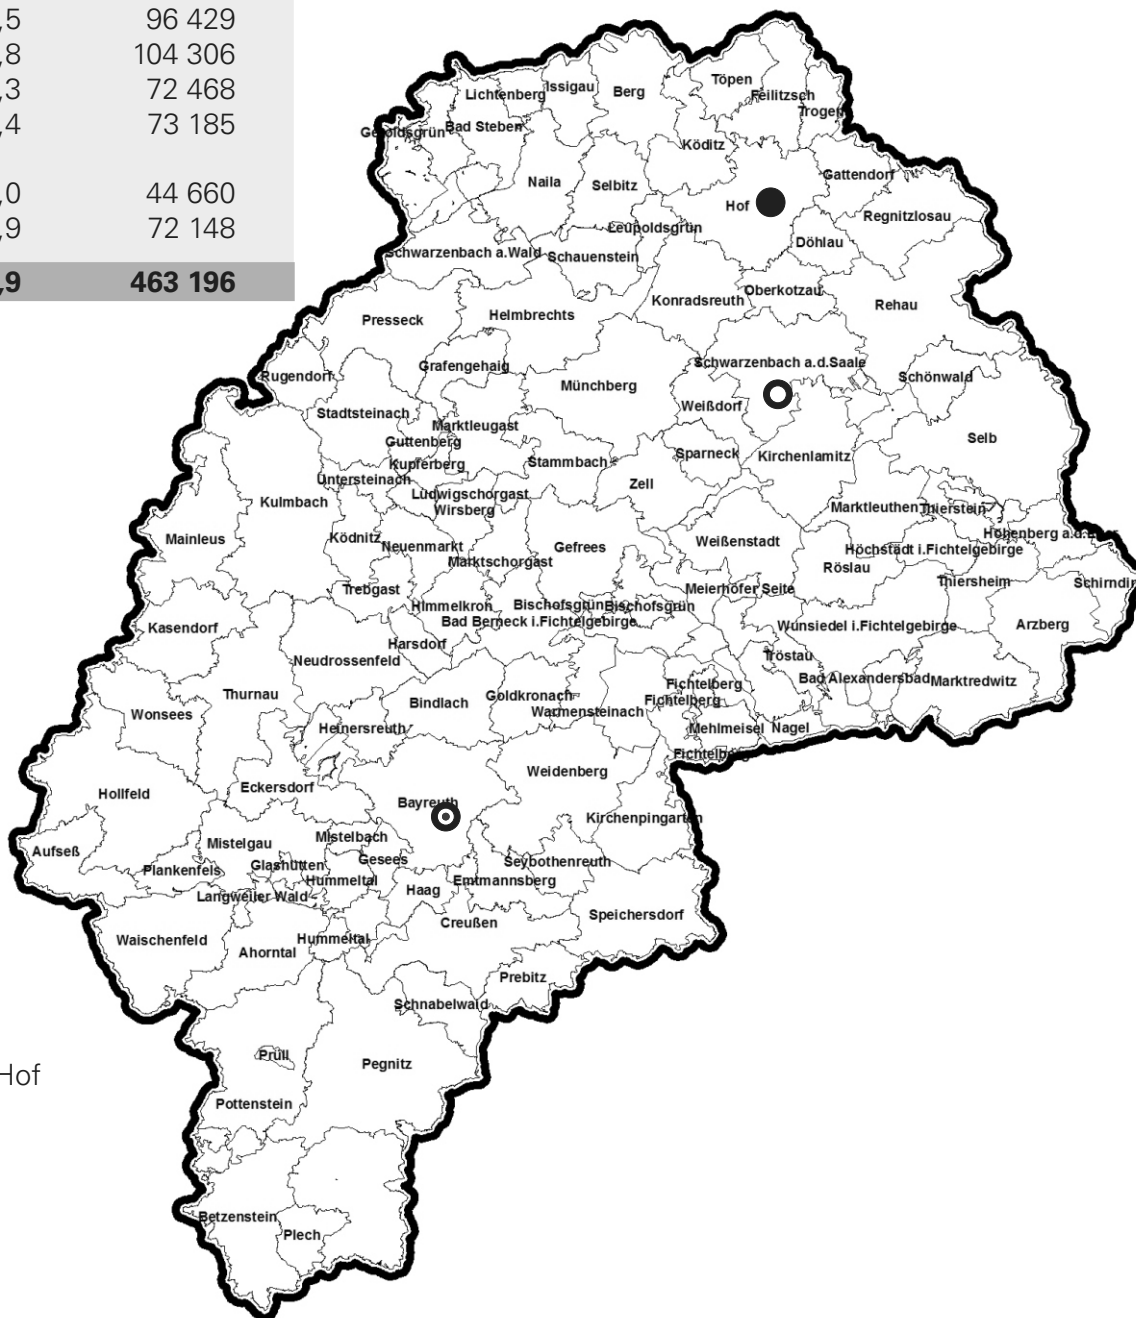 ,5 96 429
,8 104 306
,3 72 468
,4 73 185
,0 44 660
,9 72 148
,9 463 196
Hof
Töpen
Issigau
Berg
Lichtenberg
Feilitzsch
Trogen
Bad Steben
Geroldsgrün
Köditz
Gattendorf
Naila
Selbitz
Hof
Regnitzlosau
Leupoldsgrün
Döhlau
Schwarzenbach a.Wald
Schauenstein
Oberkotzau
Konradsreuth
Rehau
Helmbrechts
Presseck
Schwarzenbach a.d.Saale
Grafengehaig
Rugendorf
Schönwald
Münchberg
Weißdorf
Stadtsteinach
Marktleugast
Guttenberg
Selb
Sparneck
Kirchenlamitz
Kupferberg
Stammbach
Untersteinach
Zell
Ludwigschorgast
Kulmbach
Wirsberg
Marktleuthen
Thierstein
Hohenberg a.d.
Mainleus
Ködnitz
Neuenmarkt
Gefrees
Weißenstadt
Höchstädt i.Fichtelgebirge
Marktschorgast
Röslau
Thiersheim
Schirndin
Trebgast
Meierhöfer Seite
Himmelkron
Bischofsgrün
Bischofsgrün
Bad Berneck i.Fichtelgebirge
Kasendorf
Wunsiedel i.Fichtelgebirge
Arzberg
Harsdorf
Neudrossenfeld
Tröstau
Bad Alexandersbad
Marktredwitz
Fichtelberg
Thurnau
Goldkronach
Fichtelberg
Bindlach
Warmensteinach
Wonsees
Heinersreuth
Mehlmeisel
Nagel
Fichtelberg
Weidenberg
Eckersdorf
Hollfeld
Bayreuth
Kirchenpingarten
Mistelbach
Mistelgau
Aufseß
Gesees
Seybothenreuth
Glashütten
Plankenfels
Hummeltal
Emtmannsberg
Haag
Langweiler Wald
Speichersdorf
Creußen
Waischenfeld
Hummeltal
Ahorntal
Prebitz
Schnabelwaid
Prüll
Pegnitz
Pottenstein
Betzenstein
Plech